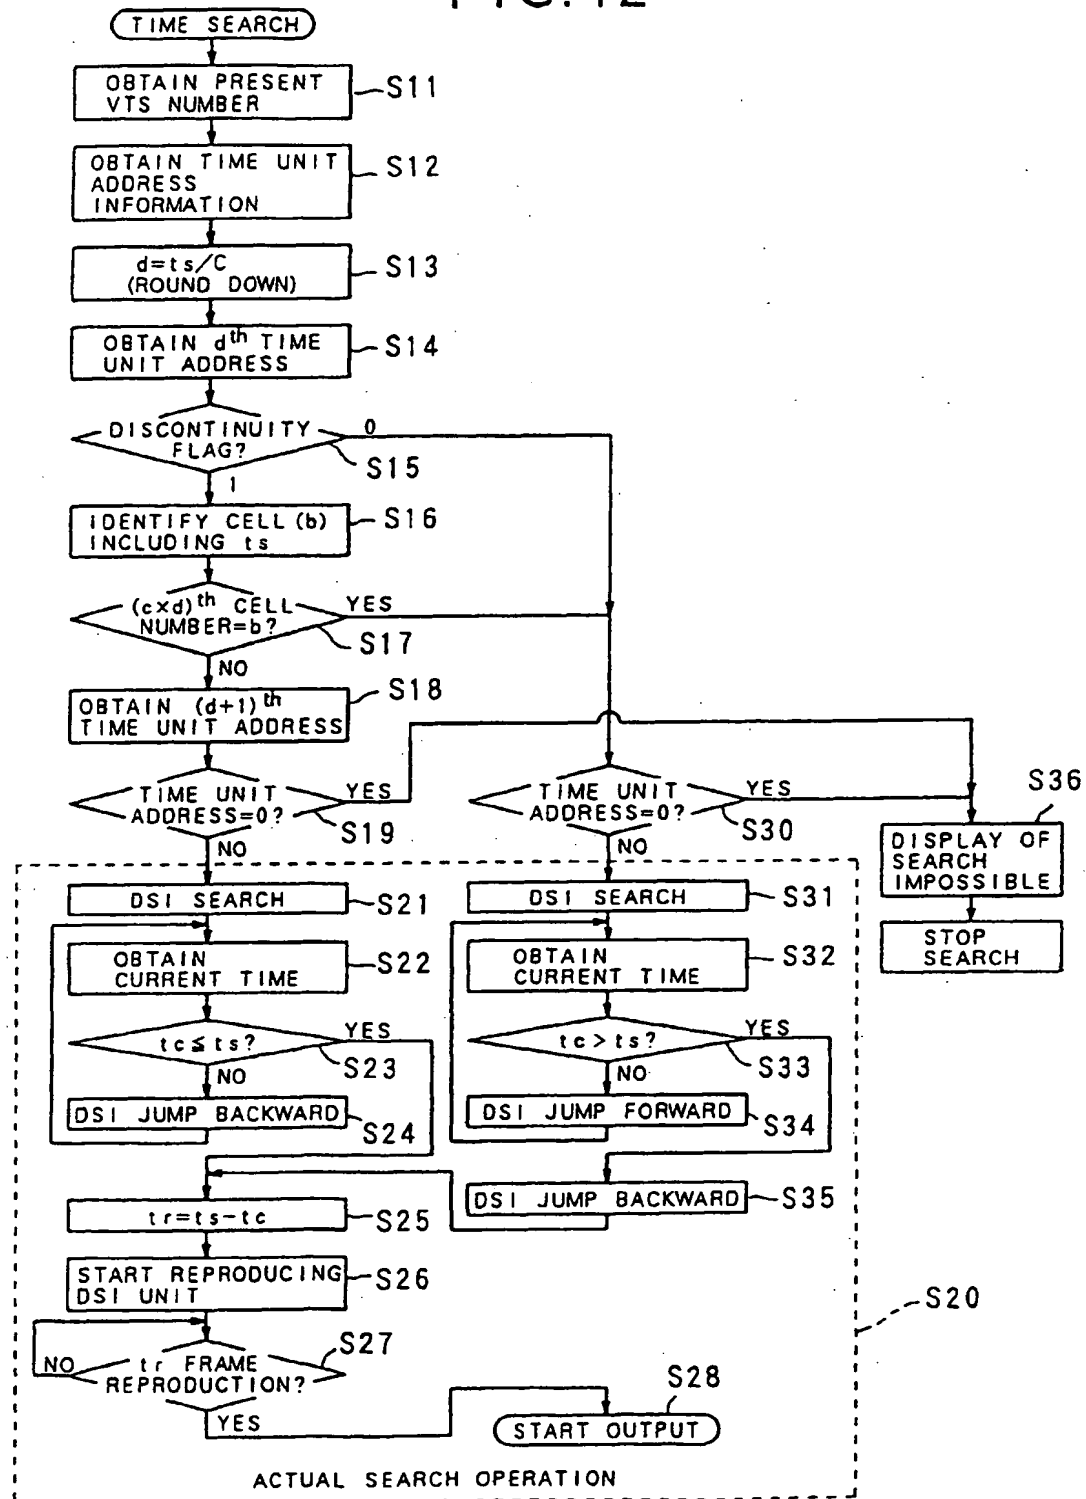 FIG.12
TIME SEARCH
OBTAIN PRESENT
VTS NUMBER
S11
OBTAIN TIME UNIT
ADDRESS
INFORMATION
S12
d=ts/C
(ROUND DOWN)
S13
OBTAIN dth TIME
UNIT ADDRESS
S14
DISCONTINUITY
FLAG?
0
S15
1
IDENTIFY CELL(b)
INCLUDING ts
S16
(c×d)th CELL
NUMBER=b?
YES
S17
NO
OBTAIN (d+1)th
TIME UNIT ADDRESS
S18
TIME UNIT
ADDRESS=0?
YES
S19
NO
TIME UNIT
ADDRESS=0?
YES
S30
NO
S36
DISPLAY OF
SEARCH
IMPOSSIBLE
STOP
SEARCH
DSI SEARCH
S21
OBTAIN
CURRENT TIME
S22
tc≦ts?
YES
S23
NO
DSI JUMP BACKWARD
S24
DSI SEARCH
S31
OBTAIN
CURRENT TIME
S32
tc>ts?
YES
S33
NO
DSI JUMP FORWARD
S34
DSI JUMP BACKWARD
S35
tr=ts-tc
S25
START REPRODUCING
DSI UNIT
S26
tr FRAME
REPRODUCTION?
S27
NO
YES
S28
START OUTPUT
S20
ACTUAL SEARCH OPERATION